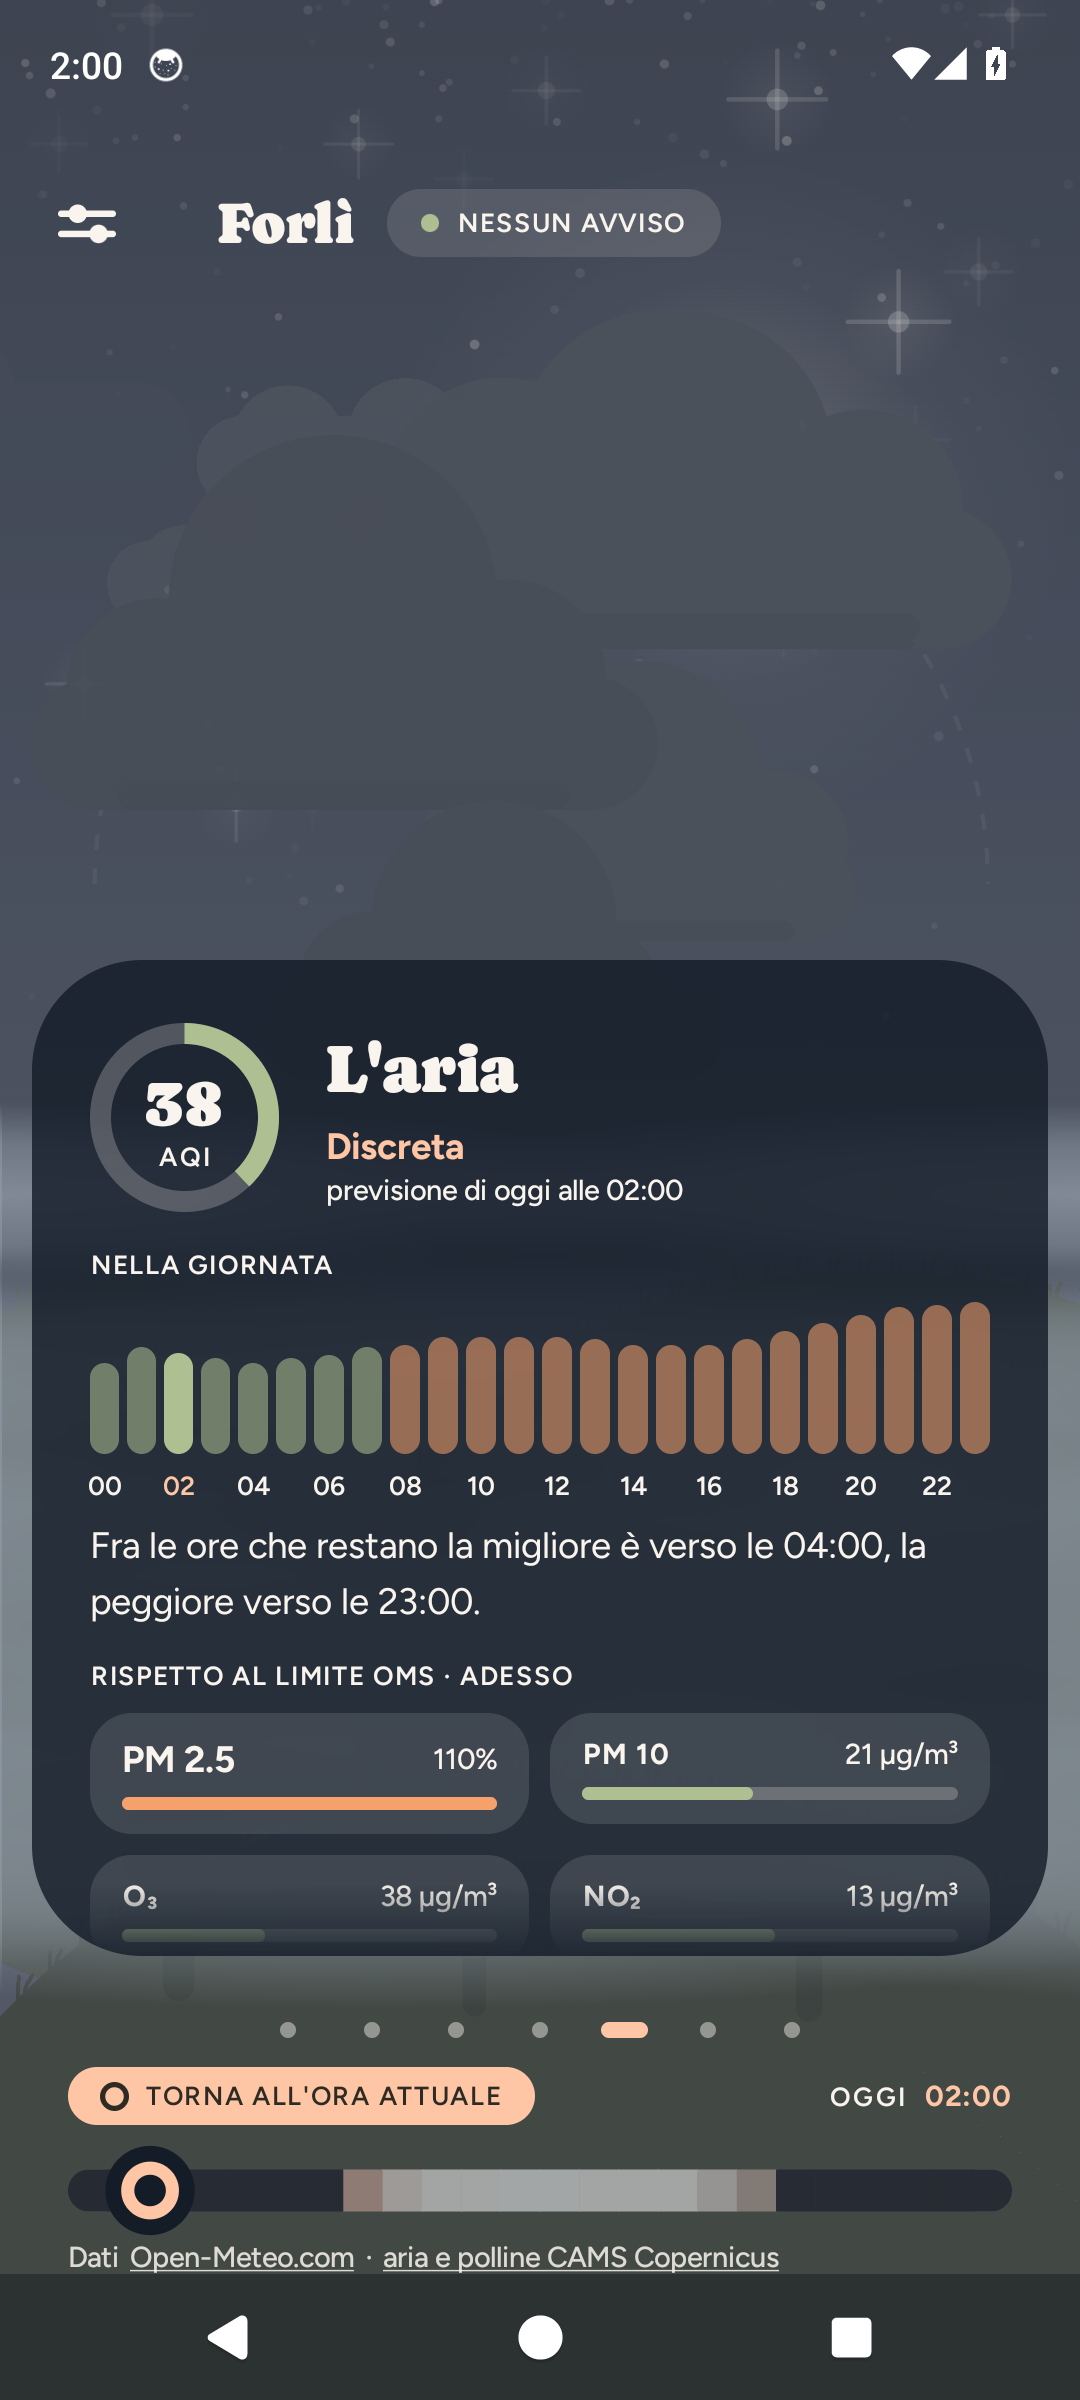 2:00
Forlì
NESSUN AVVISO
38
AQI
L'aria
Discreta
previsione di oggi alle 02:00
NELLA GIORNATA
00 02 04 06 08 10 12 14 16 18 20 22
Fra le ore che restano la migliore è verso le 04:00, la
peggiore verso le 23:00.
RISPETTO AL LIMITE OMS · ADESSO
PM 2.5 110%
PM 10 21 µg/m³
O₃ 38 µg/m³
NO₂ 13 µg/m³
TORNA ALL'ORA ATTUALE
OGGI 02:00
Dati Open-Meteo.com · aria e polline CAMS Copernicus